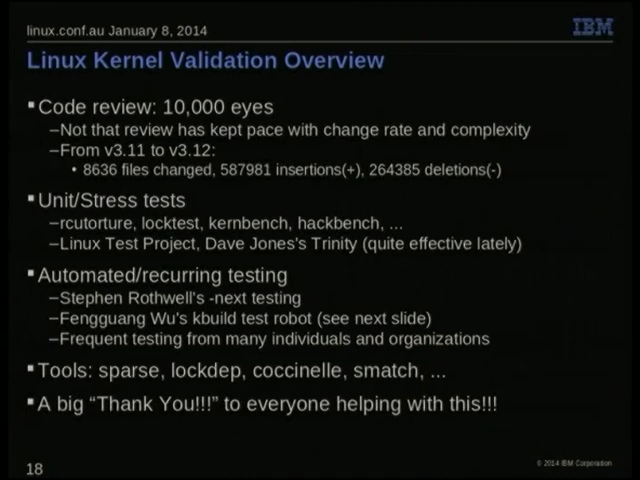 linux.conf.au January 8, 2014
IBM
Linux Kernel Validation Overview
▪Code review: 10,000 eyes
–Not that review has kept pace with change rate and complexity
–From v3.11 to v3.12:
• 8636 files changed, 587981 insertions(+), 264385 deletions(-)
▪Unit/Stress tests
–rcutorture, locktest, kernbench, hackbench, ...
–Linux Test Project, Dave Jones's Trinity (quite effective lately)
▪Automated/recurring testing
–Stephen Rothwell's -next testing
–Fengguang Wu's kbuild test robot (see next slide)
–Frequent testing from many individuals and organizations
▪Tools: sparse, lockdep, coccinelle, smatch, ...
▪A big “Thank You!!!” to everyone helping with this!!!
18
© 2014 IBM Corporation